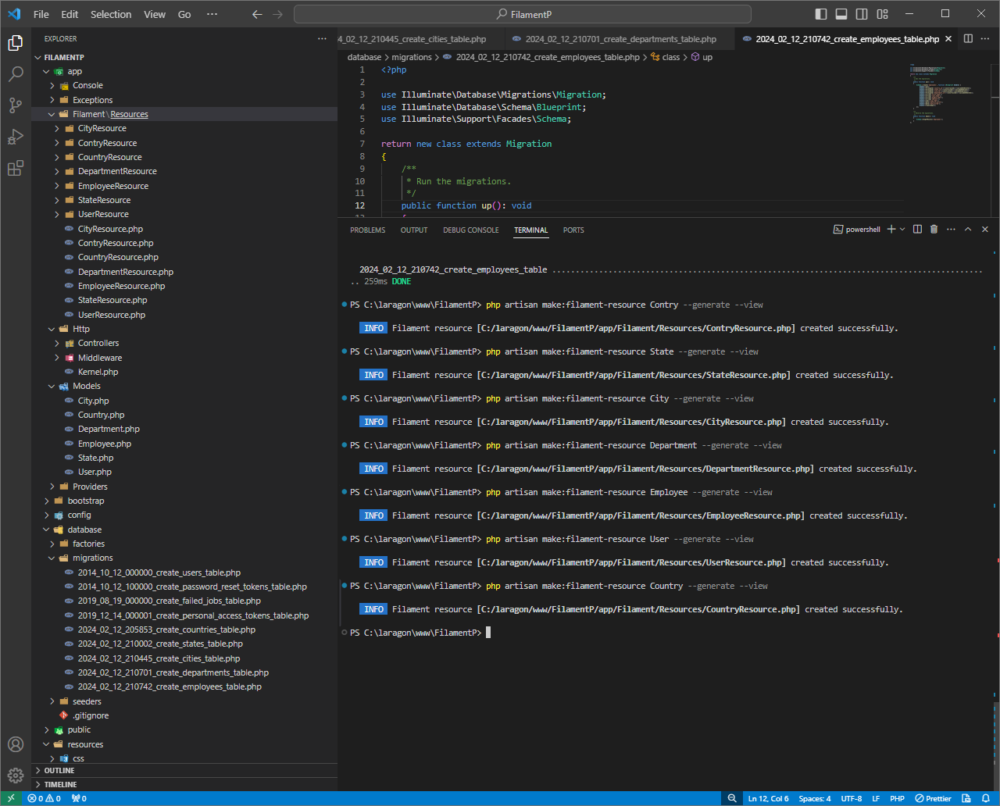 File Edit Selection View Go ··· FilamentP
EXPLORER ···
FILAMENTP
app
Console
Exceptions
Filament\Resources
CityResource
ContryResource
CountryResource
DepartmentResource
EmployeeResource
StateResource
UserResource
CityResource.php
ContryResource.php
CountryResource.php
DepartmentResource.php
EmployeeResource.php
StateResource.php
UserResource.php
Http
Controllers
Middleware
Kernel.php
Models
City.php
Country.php
Department.php
Employee.php
State.php
User.php
Providers
bootstrap
config
database
factories
migrations
2014_10_12_000000_create_users_table.php
2014_10_12_100000_create_password_reset_tokens_table.php
2019_08_19_000000_create_failed_jobs_table.php
2019_12_14_000001_create_personal_access_tokens_table.php
2024_02_12_205853_create_countries_table.php
2024_02_12_210002_create_states_table.php
2024_02_12_210445_create_cities_table.php
2024_02_12_210701_create_departments_table.php
2024_02_12_210742_create_employees_table.php
seeders
.gitignore
public
resources
css
OUTLINE
TIMELINE
4_02_12_210445_create_cities_table.php 2024_02_12_210701_create_departments_table.php 2024_02_12_210742_create_employees_table.php
database > migrations > 2024_02_12_210742_create_employees_table.php > class > up
1 <?php
2
3 use Illuminate\Database\Migrations\Migration;
4 use Illuminate\Database\Schema\Blueprint;
5 use Illuminate\Support\Facades\Schema;
6
7 return new class extends Migration
8 {
9 /**
10 * Run the migrations.
11 */
12 public function up(): void
13 {
PROBLEMS OUTPUT DEBUG CONSOLE TERMINAL PORTS powershell
2024_02_12_210742_create_employees_table ............................................................................................
.. 259ms DONE
PS C:\laragon\www\FilamentP> php artisan make:filament-resource Contry --generate --view
INFO Filament resource [C:/laragon/www/FilamentP/app/Filament/Resources/ContryResource.php] created successfully.
PS C:\laragon\www\FilamentP> php artisan make:filament-resource State --generate --view
INFO Filament resource [C:/laragon/www/FilamentP/app/Filament/Resources/StateResource.php] created successfully.
PS C:\laragon\www\FilamentP> php artisan make:filament-resource City --generate --view
INFO Filament resource [C:/laragon/www/FilamentP/app/Filament/Resources/CityResource.php] created successfully.
PS C:\laragon\www\FilamentP> php artisan make:filament-resource Department --generate --view
INFO Filament resource [C:/laragon/www/FilamentP/app/Filament/Resources/DepartmentResource.php] created successfully.
PS C:\laragon\www\FilamentP> php artisan make:filament-resource Employee --generate --view
INFO Filament resource [C:/laragon/www/FilamentP/app/Filament/Resources/EmployeeResource.php] created successfully.
PS C:\laragon\www\FilamentP> php artisan make:filament-resource User --generate --view
INFO Filament resource [C:/laragon/www/FilamentP/app/Filament/Resources/UserResource.php] created successfully.
PS C:\laragon\www\FilamentP> php artisan make:filament-resource Country --generate --view
INFO Filament resource [C:/laragon/www/FilamentP/app/Filament/Resources/CountryResource.php] created successfully.
PS C:\laragon\www\FilamentP>
0 0 0 Ln 12, Col 6 Spaces: 4 UTF-8 LF PHP Prettier